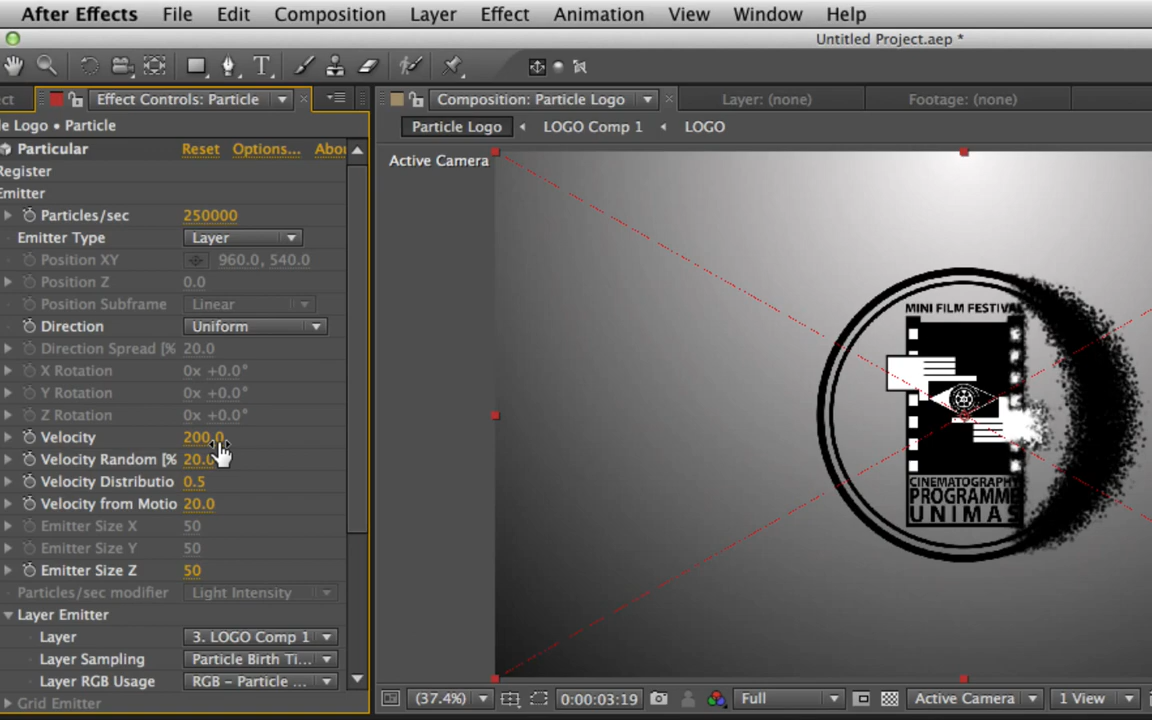 After Effects File Edit Composition Layer Effect Animation View Window Help
Untitled Project.aep *
ct Effect Controls: Particle Composition: Particle Logo Layer: (none) Footage: (none)
le Logo • Particle Particle Logo LOGO Comp 1 LOGO
Particular Reset Options... Abou
Active Camera
egister
Emitter
Particles/sec 250000
Emitter Type Layer
Position XY 960.0, 540.0
Position Z 0.0
Position Subframe Linear
Direction Uniform
Direction Spread [% 20.0
X Rotation 0x +0.0°
Y Rotation 0x +0.0°
Z Rotation 0x +0.0°
Velocity 200.0
Velocity Random [% 20.0
Velocity Distributio 0.5
Velocity from Motio 20.0
Emitter Size X 50
Emitter Size Y 50
Emitter Size Z 50
Particles/sec modifier Light Intensity
Layer Emitter
Layer 3. LOGO Comp 1
Layer Sampling Particle Birth Ti...
Layer RGB Usage RGB - Particle ...
Grid Emitter
MINI FILM FESTIVAL
CINEMATOGRAPHY
PROGRAMME
UNIMAS
(37.4%) 0:00:03:19 Full Active Camera 1 View